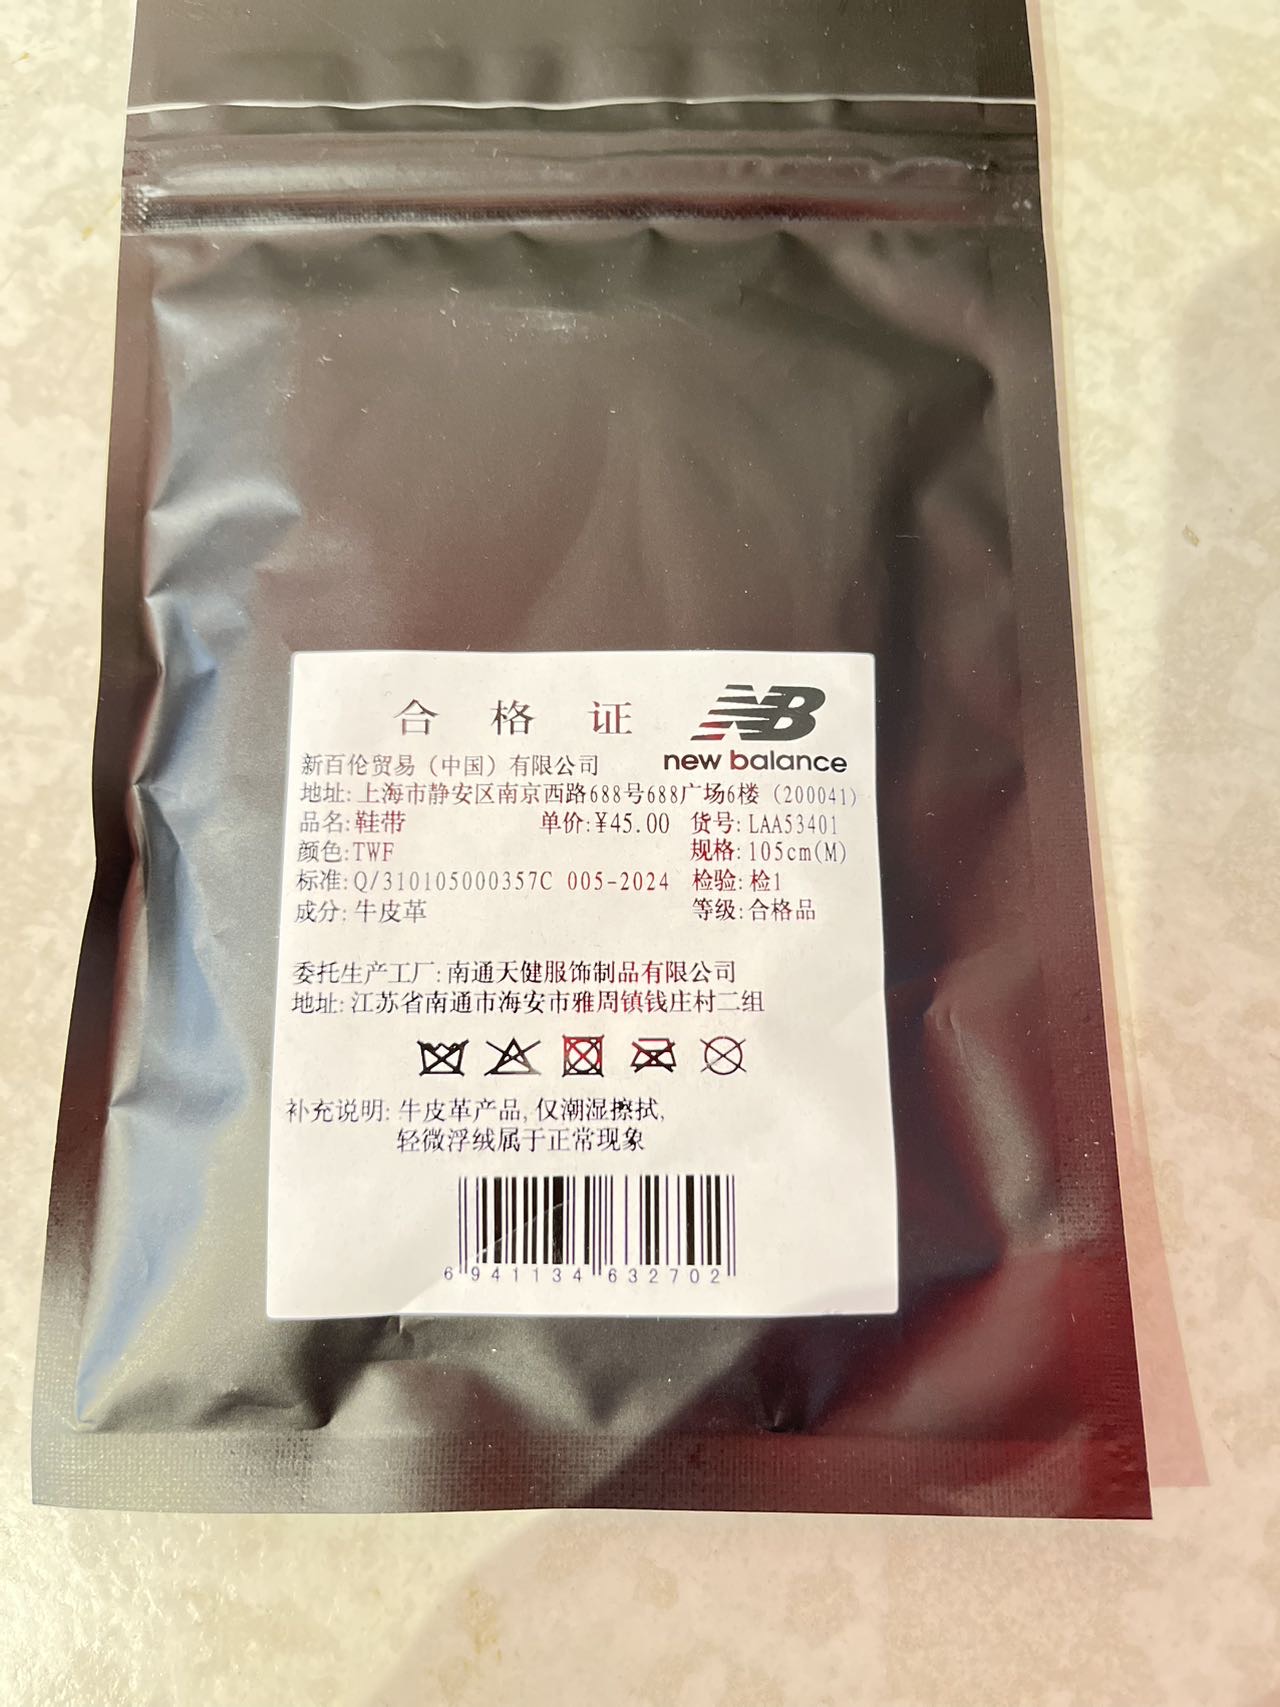 合格证
NB
new balance
新百伦贸易（中国）有限公司
地址: 上海市静安区南京西路688号688广场6楼（200041）
品名: 鞋带 单价: ¥45.00 货号: LAA53401
颜色: TWF 规格: 105cm(M)
标准: Q/310105000357C 005-2024 检验: 检1
成分: 牛皮革 等级: 合格品
委托生产工厂: 南通天健服饰制品有限公司
地址: 江苏省南通市海安市雅周镇钱庄村二组
补充说明: 牛皮革产品, 仅潮湿擦拭,
轻微浮绒属于正常现象
6 941134 632702